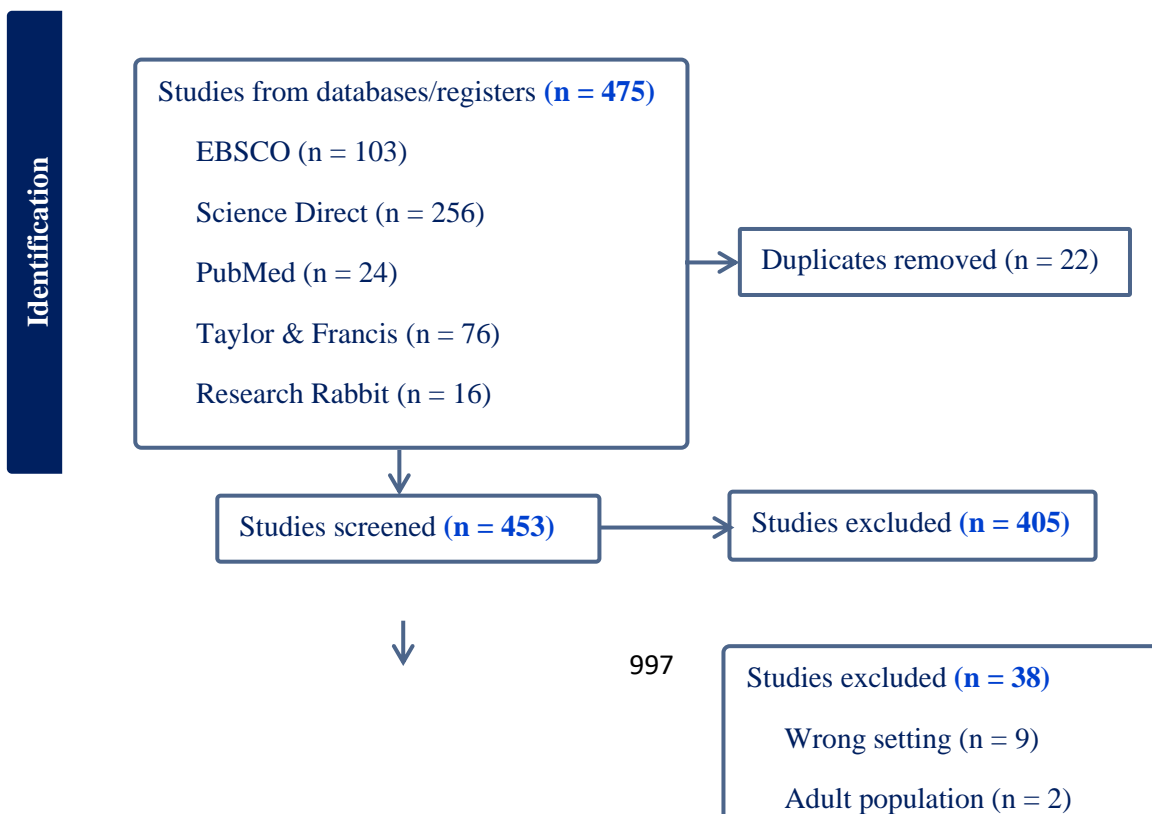 Identification
Studies from databases/registers (n = 475)
EBSCO (n = 103)
Science Direct (n = 256)
PubMed (n = 24)
Taylor & Francis (n = 76)
Research Rabbit (n = 16)
Duplicates removed (n = 22)
Studies screened (n = 453)
Studies excluded (n = 405)
997
Studies excluded (n = 38)
Wrong setting (n = 9)
Adult population (n = 2)